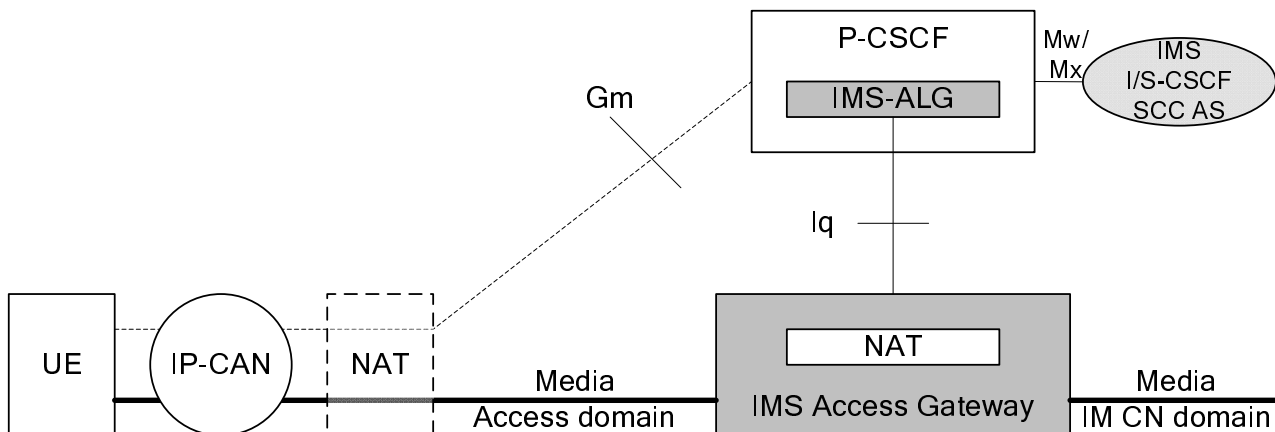 P-CSCF
IMS-ALG
Mw/
Mx
IMS
I/S-CSCF
SCC AS
Gm
Iq
UE
IP-CAN
NAT
Media
Access domain
NAT
IMS Access Gateway
Media
IM CN domain